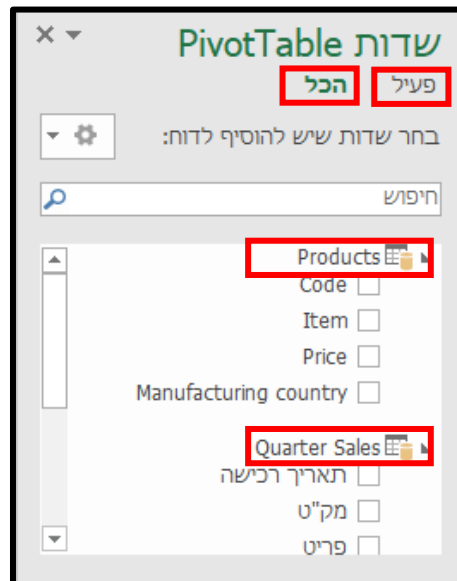 שדות PivotTable
פעיל הכל
בחר שדות שיש להוסיף לדוח:
חיפוש
Products
Code
Item
Price
Manufacturing country
Quarter Sales
תאריך רכישה
מק"ט
פריט